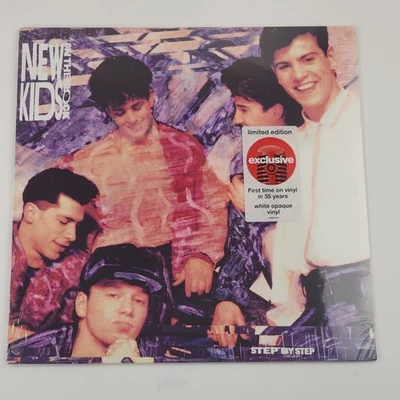 NEW
KIDS
ON THE BLOCK
limited edition
exclusive
First time on vinyl
in 35 years
white opaque
vinyl
STEP BY STEP